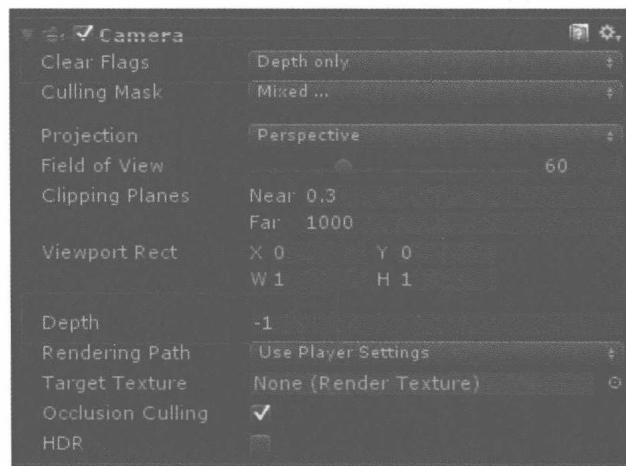 Camera
Clear Flags Depth only
Culling Mask Mixed ...
Projection Perspective
Field of View 60
Clipping Planes Near 0.3
Far 1000
Viewport Rect X 0 Y 0
W 1 H 1
Depth -1
Rendering Path Use Player Settings
Target Texture None (Render Texture)
Occlusion Culling
HDR